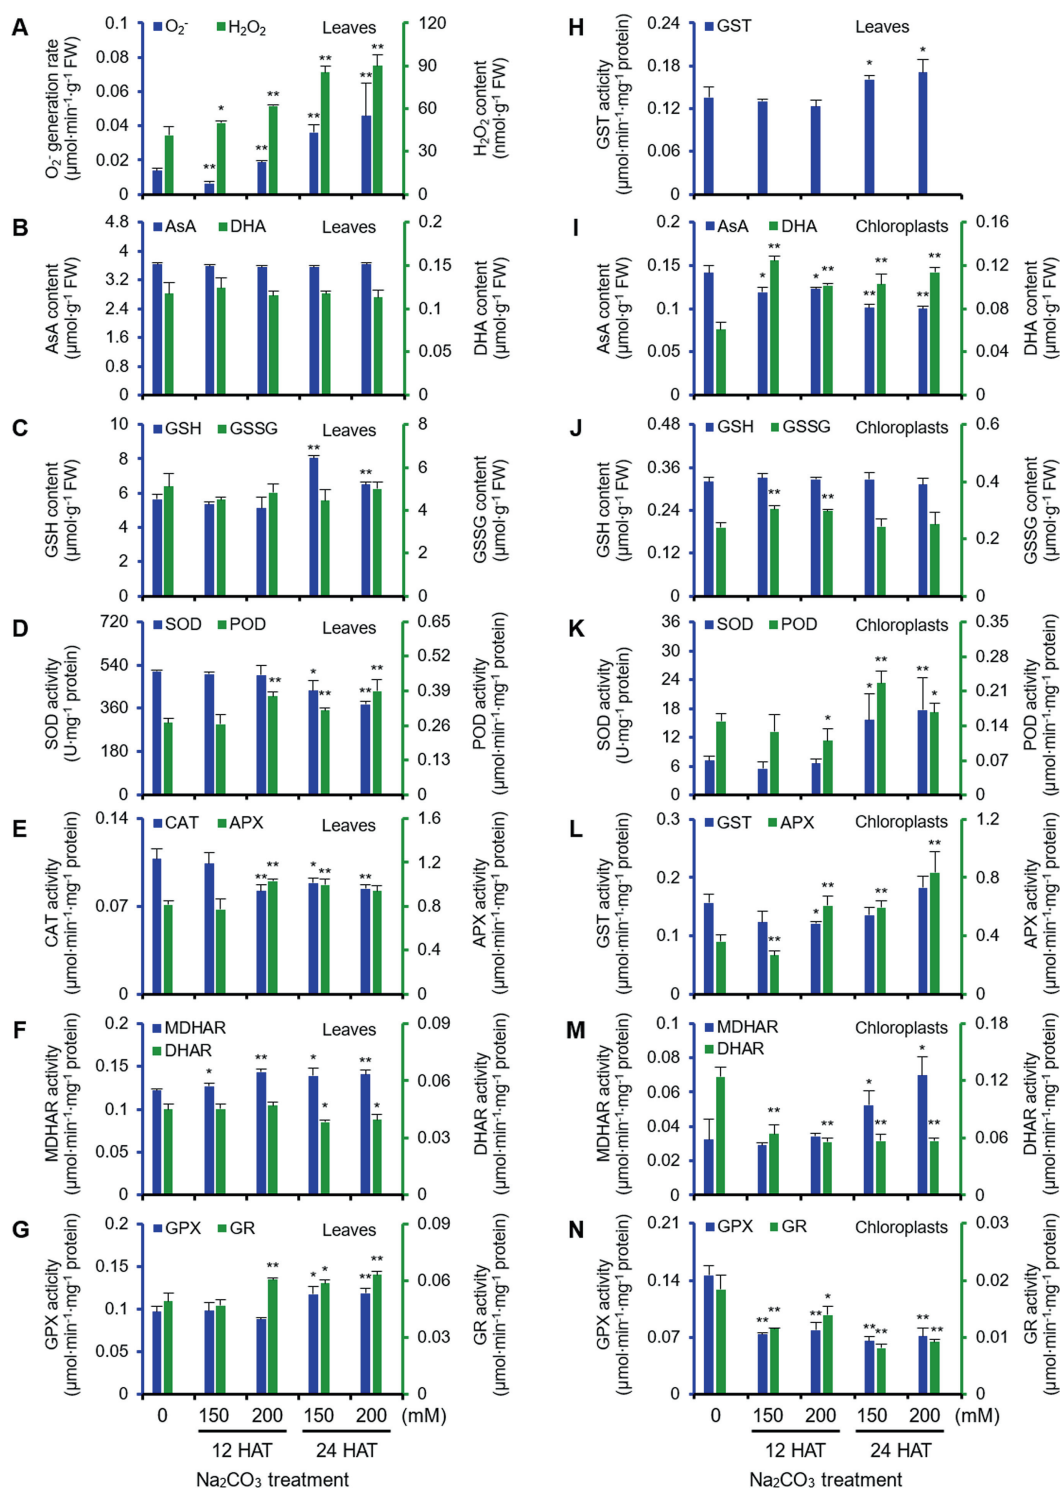 A
O₂⁻ H₂O₂ Leaves
O₂⁻ generation rate
(µmol·min⁻¹·g⁻¹ FW)
0.1
0.08
0.06
0.04
0.02
0
120
90
60
30
0
H₂O₂ content
(nmol·g⁻¹ FW)
** * ** ** ** ** **
B
AsA DHA Leaves
AsA content
(µmol·g⁻¹ FW)
4.8
4
3.2
2.4
1.6
0.8
0
0.2
0.15
0.1
0.05
0
DHA content
(µmol·g⁻¹ FW)
C
GSH GSSG Leaves
GSH content
(µmol·g⁻¹ FW)
10
8
6
4
2
0
8
6
4
2
0
GSSG content
(µmol·g⁻¹ FW)
** **
D
SOD POD Leaves
SOD activity
(U·mg⁻¹ protein)
720
540
360
180
0
0.65
0.52
0.39
0.26
0.13
0
POD activity
(µmol·min⁻¹·mg⁻¹ protein)
** * ** ** **
E
CAT APX Leaves
CAT activity
(µmol·min⁻¹·mg⁻¹ protein)
0.14
0.07
0
1.6
1.2
0.8
0.4
0
APX activity
(µmol·min⁻¹·mg⁻¹ protein)
** ** * ** **
F
MDHAR Leaves
DHAR
MDHAR activity
(µmol·min⁻¹·mg⁻¹ protein)
0.2
0.15
0.1
0.05
0
0.09
0.06
0.03
0
DHAR activity
(µmol·min⁻¹·mg⁻¹ protein)
* ** * * ** *
G
GPX GR Leaves
GPX acticity
(µmol·min⁻¹·mg⁻¹ protein)
0.2
0.15
0.1
0.05
0
0.09
0.06
0.03
0
GR activity
(µmol·min⁻¹·mg⁻¹ protein)
** * * ** **
0 150 200 150 200 (mM)
12 HAT 24 HAT
Na₂CO₃ treatment
H
GST Leaves
GST acticity
(µmol·min⁻¹·mg⁻¹ protein)
0.24
0.18
0.12
0.06
0
* *
I
AsA DHA Chloroplasts
AsA content
(µmol·g⁻¹ FW)
0.2
0.15
0.1
0.05
0
0.16
0.12
0.08
0.04
0
DHA content
(µmol·g⁻¹ FW)
* ** * ** ** ** ** **
J
GSH GSSG Chloroplasts
GSH content
(µmol·g⁻¹ FW)
0.48
0.36
0.24
0.12
0
0.6
0.4
0.2
0
GSSG content
(µmol·g⁻¹ FW)
** **
K
SOD POD Chloroplasts
SOD activity
(U·mg⁻¹ protein)
36
30
24
18
12
6
0
0.35
0.28
0.21
0.14
0.07
0
POD activity
(µmol·min⁻¹·mg⁻¹ protein)
* * ** ** *
L
GST APX Chloroplasts
GST activity
(µmol·min⁻¹·mg⁻¹ protein)
0.3
0.2
0.1
0
1.2
0.8
0.4
0
APX activity
(µmol·min⁻¹·mg⁻¹ protein)
** * ** ** **
M
MDHAR Chloroplasts
DHAR
MDHAR activity
(µmol·min⁻¹·mg⁻¹ protein)
0.1
0.08
0.06
0.04
0.02
0
0.18
0.12
0.06
0
DHAR activity
(µmol·min⁻¹·mg⁻¹ protein)
** ** * ** * **
N
GPX GR Chloroplasts
GPX activity
(µmol·min⁻¹·mg⁻¹ protein)
0.21
0.14
0.07
0
0.03
0.02
0.01
0
GR activity
(µmol·min⁻¹·mg⁻¹ protein)
** ** ** * ** ** ** **
0 150 200 150 200 (mM)
12 HAT 24 HAT
Na₂CO₃ treatment